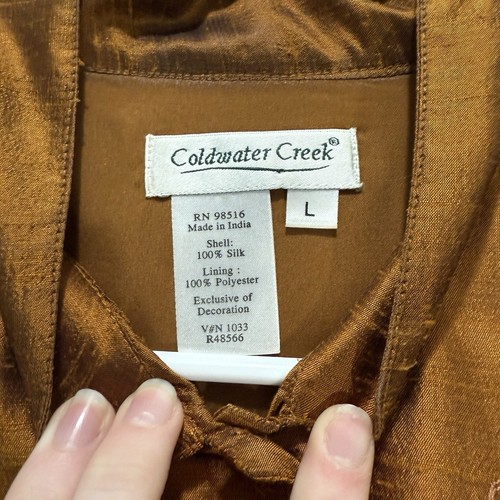 Coldwater Creek®
L
RN 98516
Made in India
Shell:
100% Silk
Lining :
100% Polyester
Exclusive of
Decoration
V#N 1033
R48566